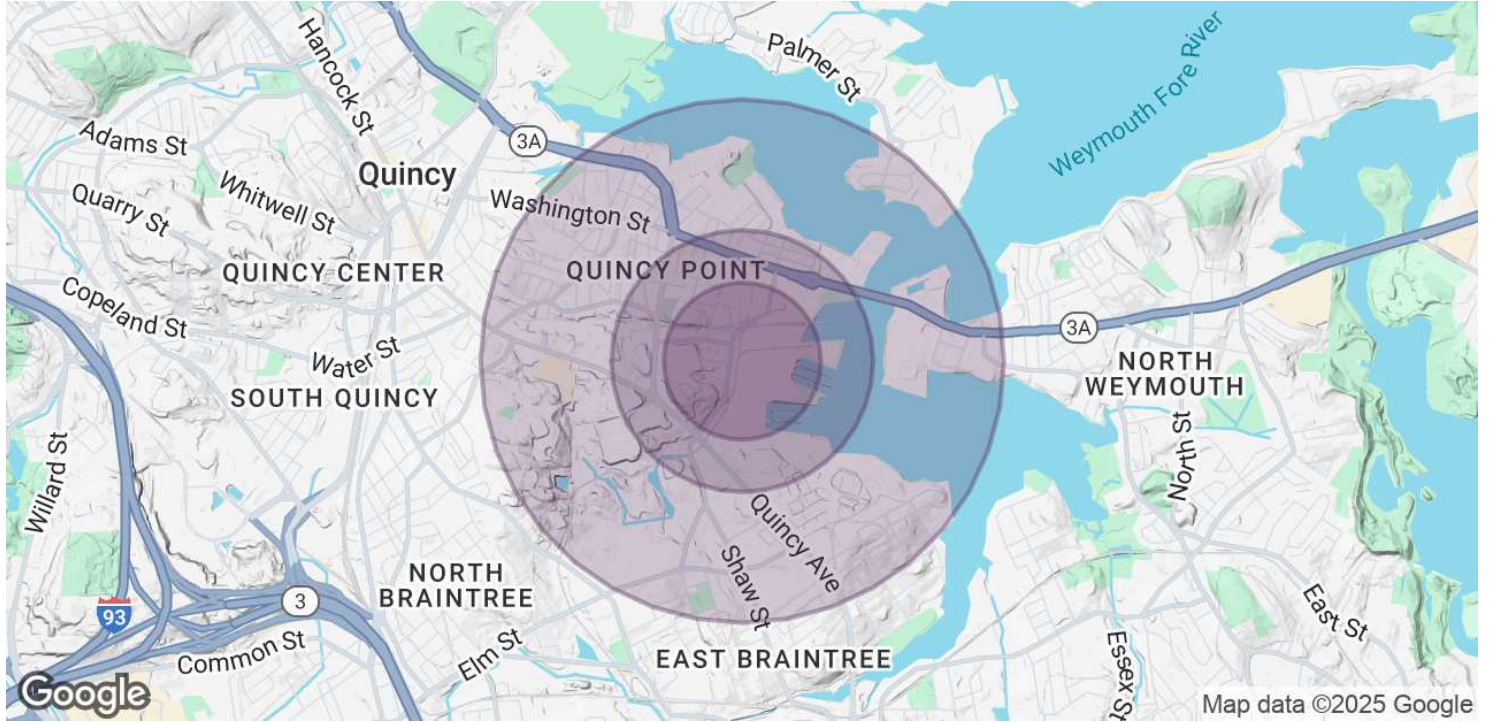 Palmer St
Weymouth Fore River
Hancock St
Adams St
3A
Quincy
Whitwell St
Quarry St
Washington St
QUINCY CENTER
QUINCY POINT
Copeland St
3A
Water St
NORTH
WEYMOUTH
SOUTH QUINCY
North St
Willard St
Quincy Ave
Shaw St
NORTH
BRAINTREE
3
93
East St
Common St
Elm St
EAST BRAINTREE
Essex St
Google
Map data ©2025 Google